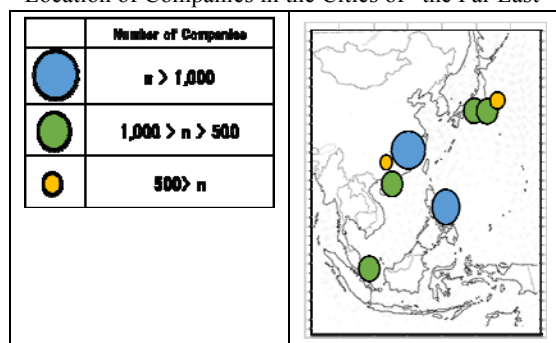 Location of Companies in the Cities of the Far East
Number of Companies
n > 1,000
1,000 > n > 500
500> n